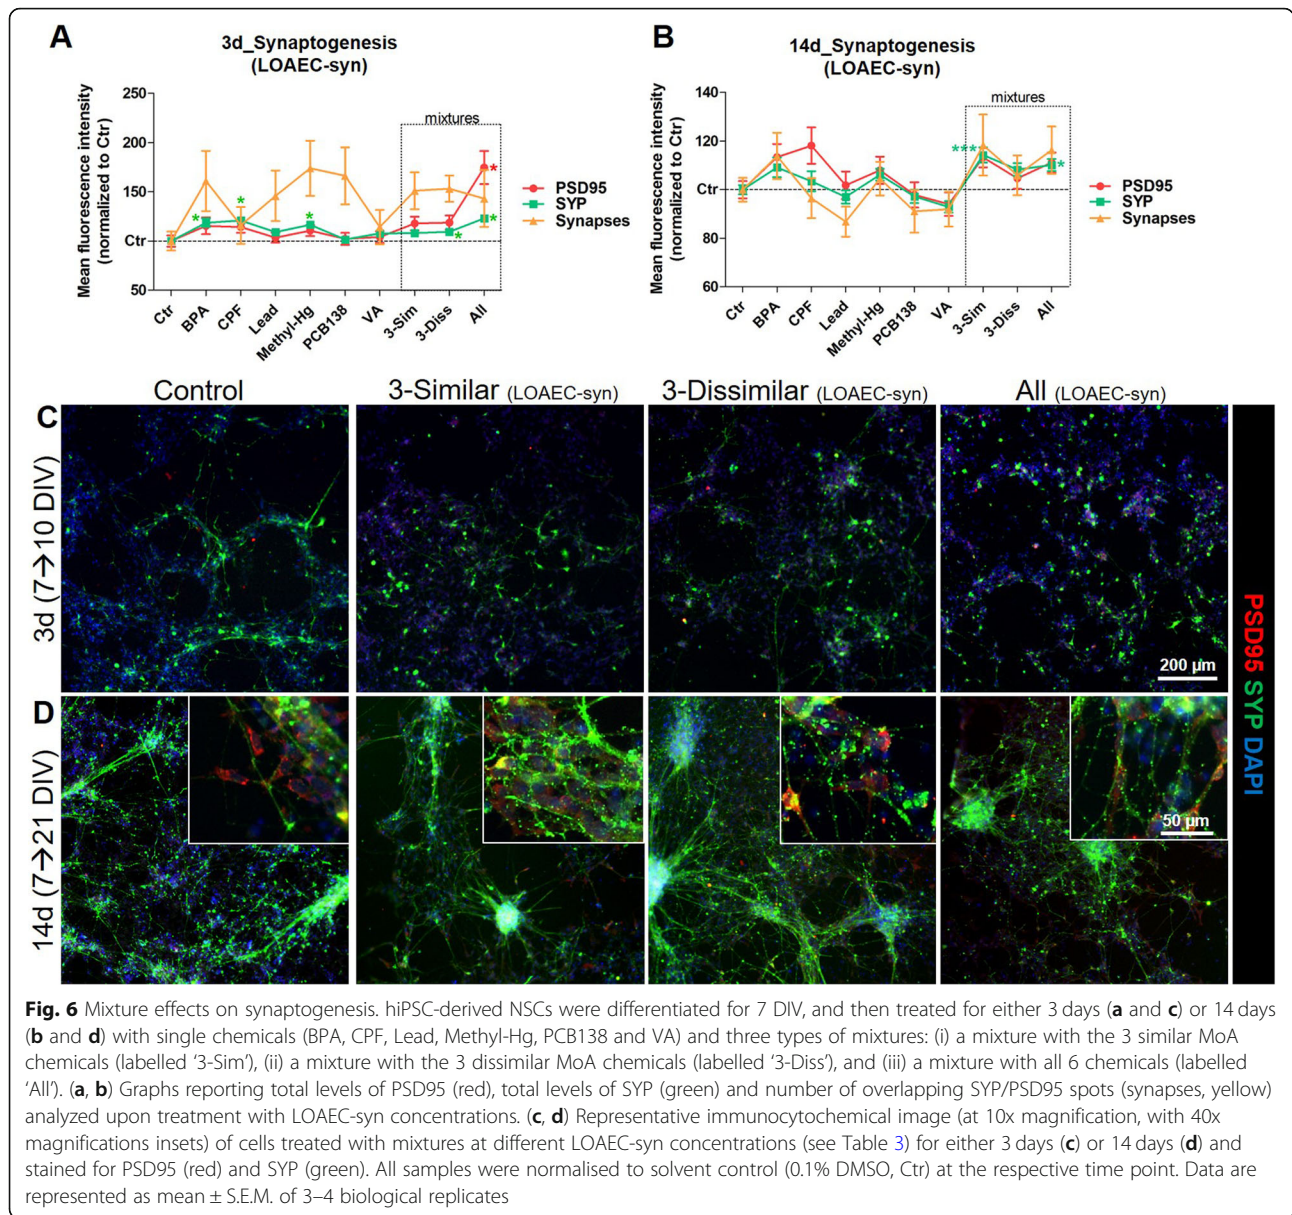 A
3d_Synaptogenesis
(LOAEC-syn)
Mean fluorescence intensity
(normalized to Ctr)
250
200
150
Ctr
50
mixtures
*
*
*
*
*
*
PSD95
SYP
Synapses
Ctr
BPA
CPF
Lead
Methyl-Hg
PCB138
VA
3-Sim
3-Diss
All
B
14d_Synaptogenesis
(LOAEC-syn)
Mean fluorescence intensity
(normalized to Ctr)
140
120
Ctr
80
60
mixtures
***
*
PSD95
SYP
Synapses
Ctr
BPA
CPF
Lead
Methyl-Hg
PCB138
VA
3-Sim
3-Diss
All
Control
3-Similar (LOAEC-syn)
3-Dissimilar (LOAEC-syn)
All (LOAEC-syn)
C
3d (7→10 DIV)
200 µm
D
14d (7→21 DIV)
50 µm
PSD95 SYP DAPI
Fig. 6 Mixture effects on synaptogenesis. hiPSC-derived NSCs were differentiated for 7 DIV, and then treated for either 3 days (a and c) or 14 days
(b and d) with single chemicals (BPA, CPF, Lead, Methyl-Hg, PCB138 and VA) and three types of mixtures: (i) a mixture with the 3 similar MoA
chemicals (labelled ‘3-Sim’), (ii) a mixture with the 3 dissimilar MoA chemicals (labelled ‘3-Diss’), and (iii) a mixture with all 6 chemicals (labelled
‘All’). (a, b) Graphs reporting total levels of PSD95 (red), total levels of SYP (green) and number of overlapping SYP/PSD95 spots (synapses, yellow)
analyzed upon treatment with LOAEC-syn concentrations. (c, d) Representative immunocytochemical image (at 10x magnification, with 40x
magnifications insets) of cells treated with mixtures at different LOAEC-syn concentrations (see Table 3) for either 3 days (c) or 14 days (d) and
stained for PSD95 (red) and SYP (green). All samples were normalised to solvent control (0.1% DMSO, Ctr) at the respective time point. Data are
represented as mean ± S.E.M. of 3–4 biological replicates